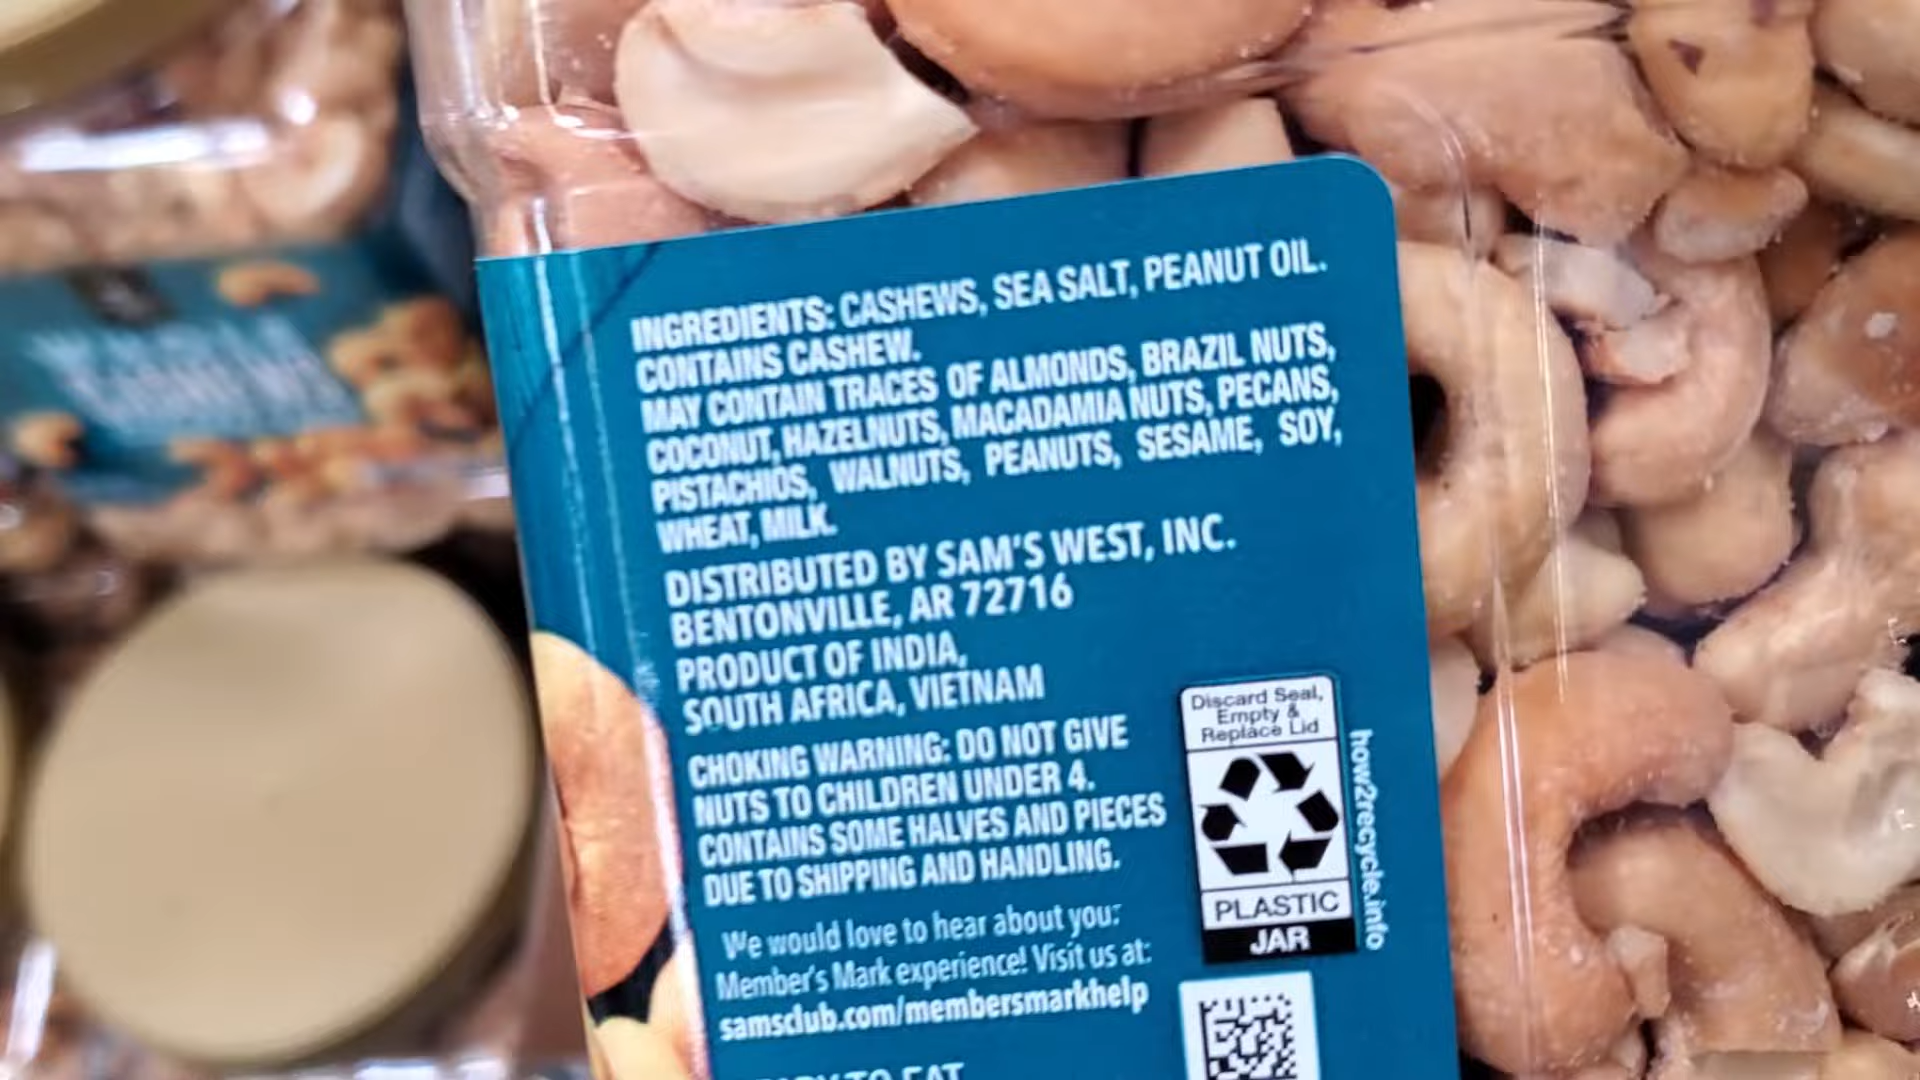 INGREDIENTS: CASHEWS, SEA SALT, PEANUT OIL.
CONTAINS CASHEW.
MAY CONTAIN TRACES OF ALMONDS, BRAZIL NUTS,
COCONUT, HAZELNUTS, MACADAMIA NUTS, PECANS,
PISTACHIOS, WALNUTS, PEANUTS, SESAME, SOY,
WHEAT, MILK.
DISTRIBUTED BY SAM'S WEST, INC.
BENTONVILLE, AR 72716
PRODUCT OF INDIA,
SOUTH AFRICA, VIETNAM
CHOKING WARNING: DO NOT GIVE
NUTS TO CHILDREN UNDER 4.
CONTAINS SOME HALVES AND PIECES
DUE TO SHIPPING AND HANDLING.
We would love to hear about your
Member's Mark experience! Visit us at:
samsclub.com/membersmarkhelp
TO EAT
Discard Seal,
Empty &
Replace Lid
PLASTIC
JAR
how2recycle.info